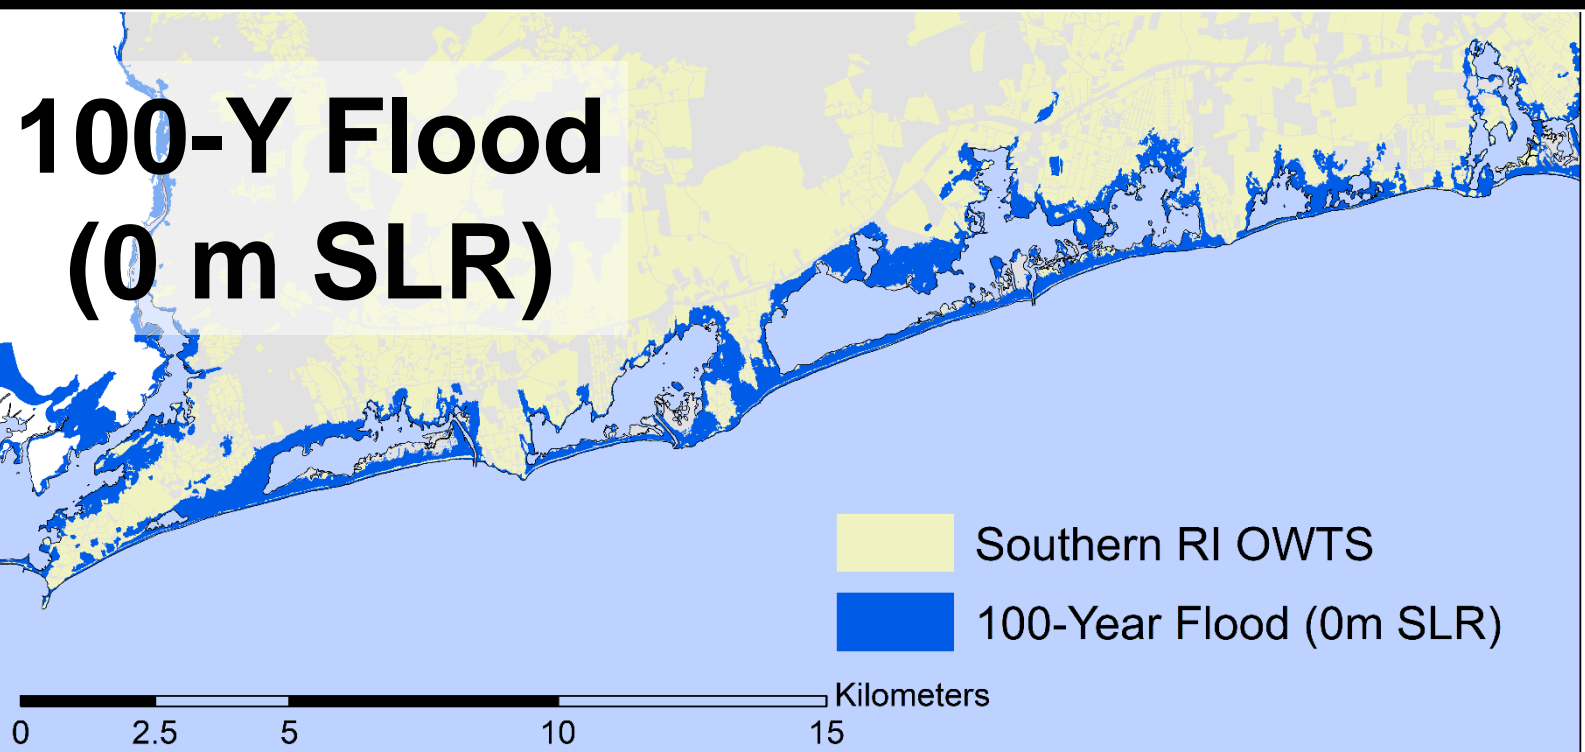 100-Y Flood
(0 m SLR)
Southern RI OWTS
100-Year Flood (0m SLR)
Kilometers
0 2.5 5 10 15